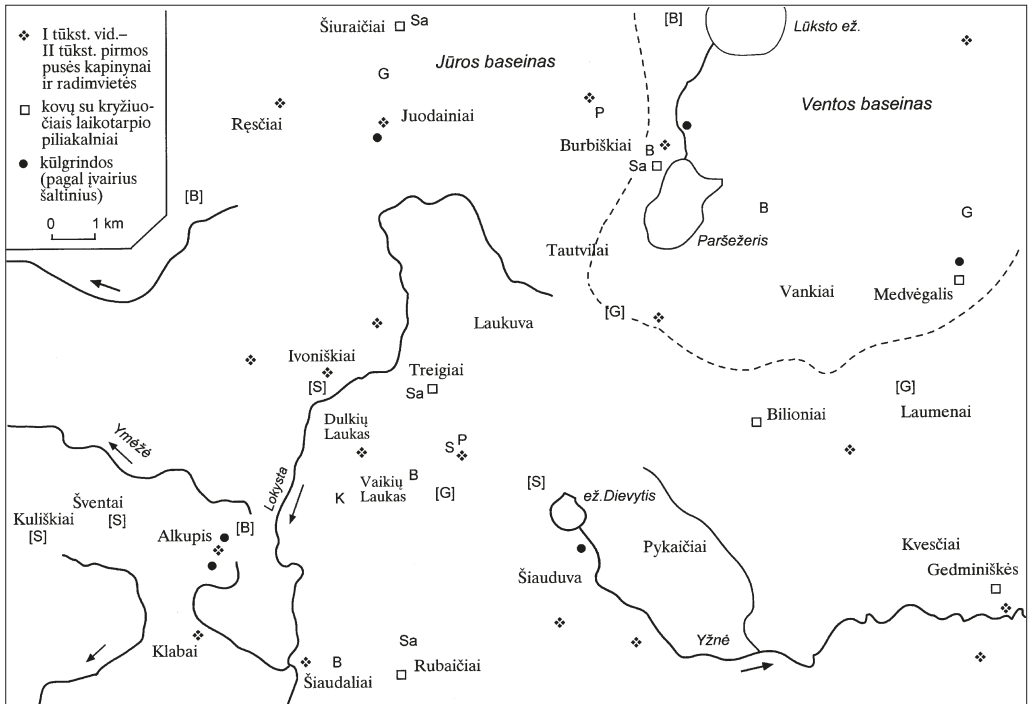 I tūkst. vid.–
II tūkst. pirmos
pusės kapinynai
ir radimvietės
kovų su kryžiuo-
čiais laikotarpio
piliakalniai
kūlgrindos
(pagal įvairius
šaltinius)
0 1 km
Šiuraičiai Sa
[B]
Lūksto ež.
Jūros baseinas
G
Ventos baseinas
Ręsčiai
Juodainiai
P
Burbiškiai
B
Sa
[B]
B
G
Paršežeris
Tautvilai
Vankiai
Medvėgalis
[G]
Laukuva
Ivoniškiai
[S]
Treigiai
Sa
[G]
Bilioniai
Laumenai
Dulkių
Laukas
Ymėžė
P
S
Lokysta
Vaikių
Laukas
B
K
[G]
[S]
ež.Dievytis
Šventai
[S]
Kuliškiai
[S]
[B]
Alkupis
Pykaičiai
Kvesčiai
Gedminiškės
Šiauduva
Klabai
Sa
Yžnė
B
Šiaudaliai
Rubaičiai